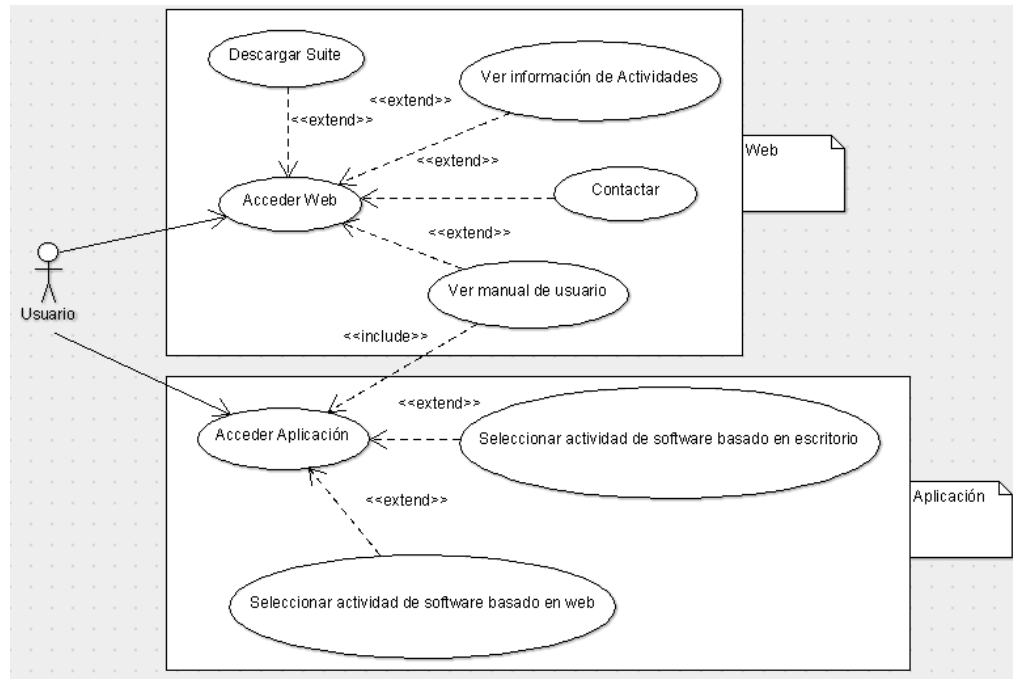 Descargar Suite
Ver información de Actividades
<<extend>>
<<extend>>
<<extend>>
Web
Acceder Web
Contactar
<<extend>>
Ver manual de usuario
Usuario
<<include>>
<<extend>>
Acceder Aplicación
Seleccionar actividad de software basado en escritorio
<<extend>>
Aplicación
Seleccionar actividad de software basado en web